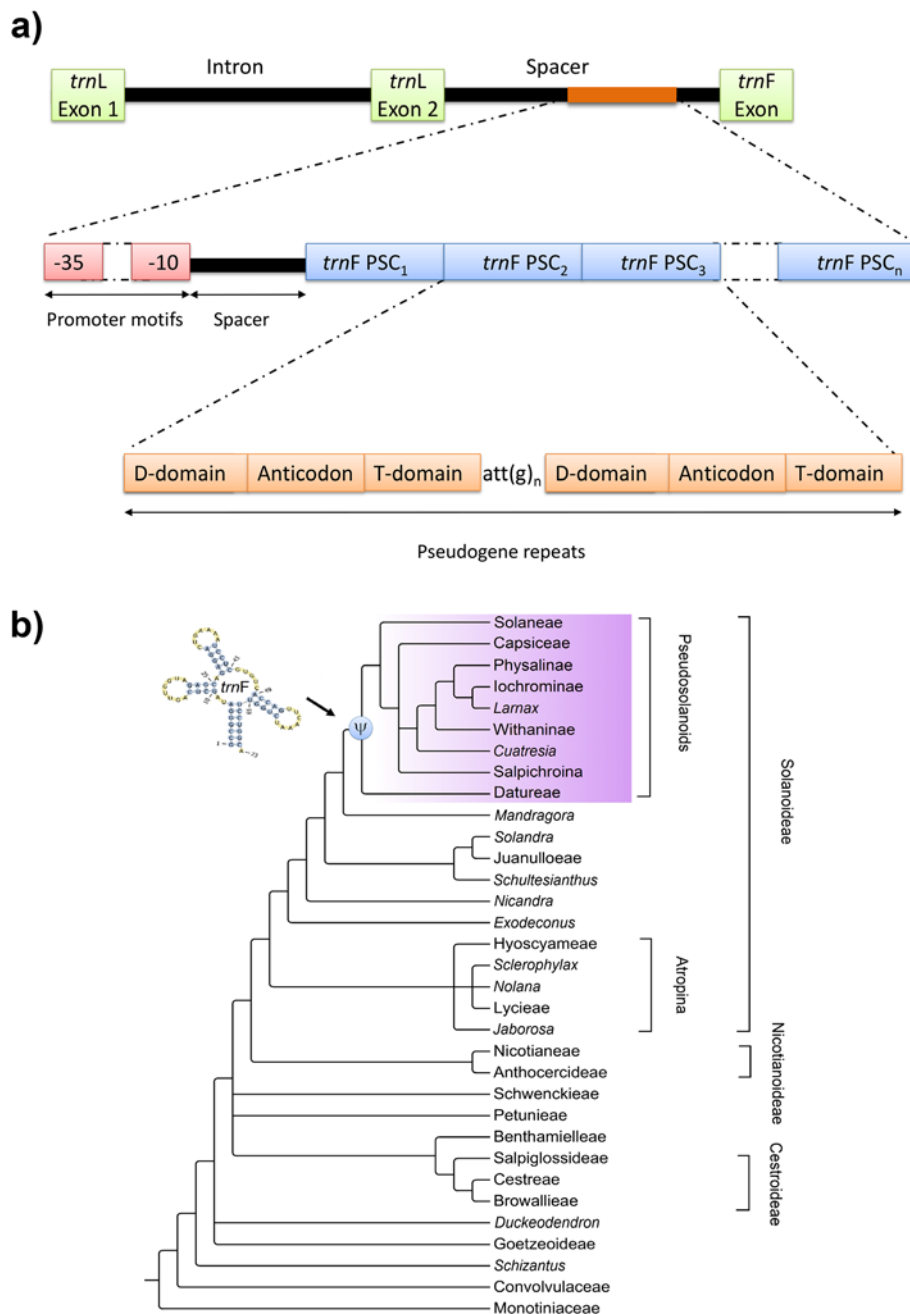 a)
Intron
Spacer
trnL
Exon 1
trnL
Exon 2
trnF
Exon
-35
-10
trnF PSC1
trnF PSC2
trnF PSC3
trnF PSCn
Promoter motifs
Spacer
D-domain
Anticodon
T-domain
att(g)n
D-domain
Anticodon
T-domain
Pseudogene repeats
b)
trnF
Ψ
Solaneae
Capsiceae
Physalinae
Iochrominae
Larnax
Withaninae
Cuatresia
Salpichroina
Datureae
Mandragora
Solandra
Juanulloeae
Schultesianthus
Nicandra
Exodeconus
Hyoscyameae
Sclerophylax
Nolana
Lycieae
Jaborosa
Nicotianeae
Anthocercideae
Schwenckieae
Petunieae
Benthamielleae
Salpiglossideae
Cestreae
Browallieae
Duckeodendron
Goetzeoideae
Schizantus
Convolvulaceae
Monotiniaceae
Pseudosolanoids
Atropina
Solanoideae
Nicotianoideae
Cestroideae